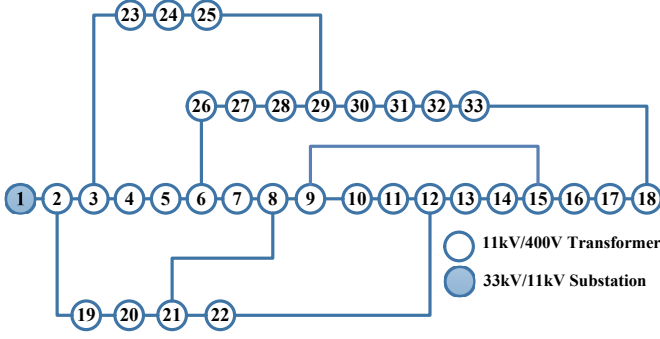 23 24 25
26 27 28 29 30 31 32 33
1 2 3 4 5 6 7 8 9 10 11 12 13 14 15 16 17 18
11kV/400V Transformer
33kV/11kV Substation
19 20 21 22